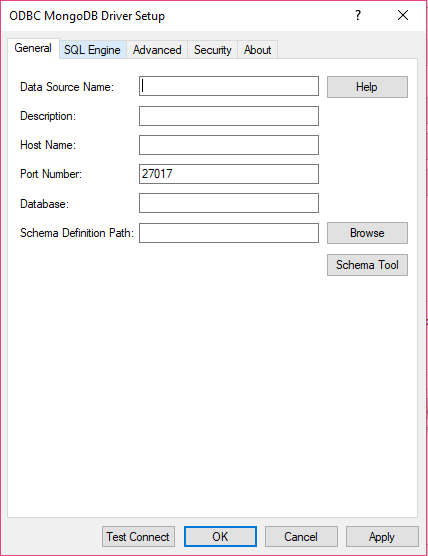 ODBC MongoDB Driver Setup ?
General SQL Engine Advanced Security About
Data Source Name: Help
Description:
Host Name:
Port Number: 27017
Database:
Schema Definition Path: Browse
Schema Tool
Test Connect OK Cancel Apply